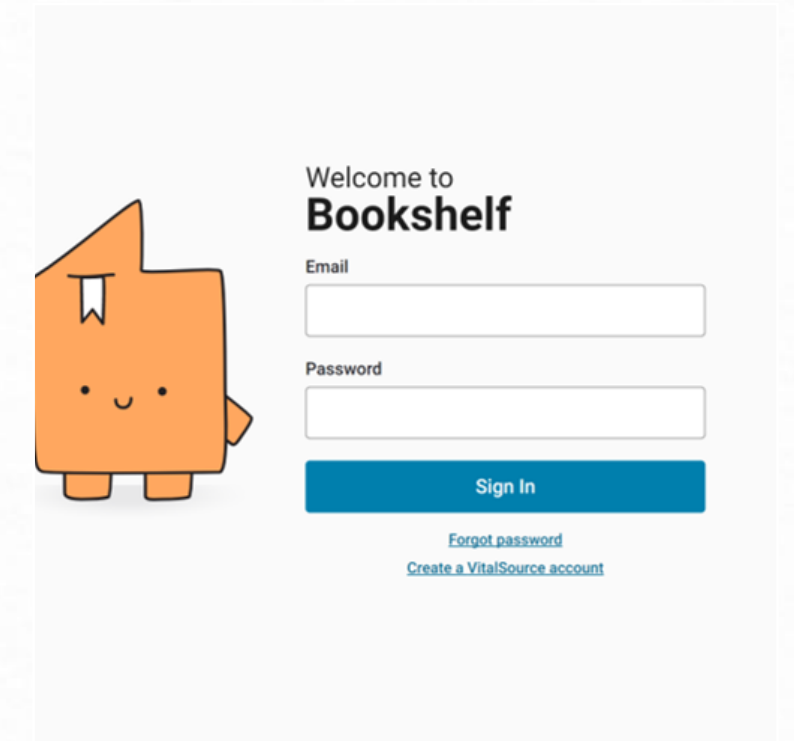 Welcome to
Bookshelf
Email
Password
Sign In
Forgot password
Create a VitalSource account